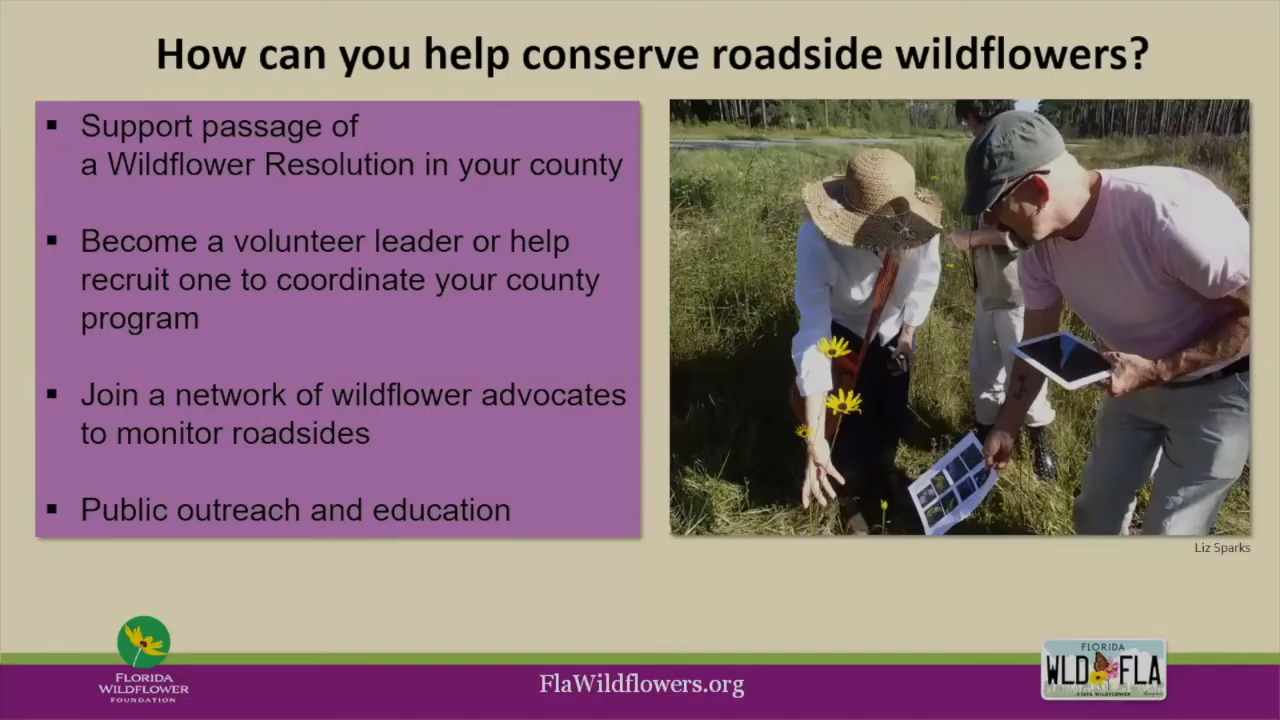 How can you help conserve roadside wildflowers?
▪ Support passage of
a Wildflower Resolution in your county
▪ Become a volunteer leader or help
recruit one to coordinate your county
program
▪ Join a network of wildflower advocates
to monitor roadsides
▪ Public outreach and education
Liz Sparks
FLORIDA
WILDFLOWER
FOUNDATION
FlaWildflowers.org
FLORIDA
WLD FLA
STATE WILDFLOWER